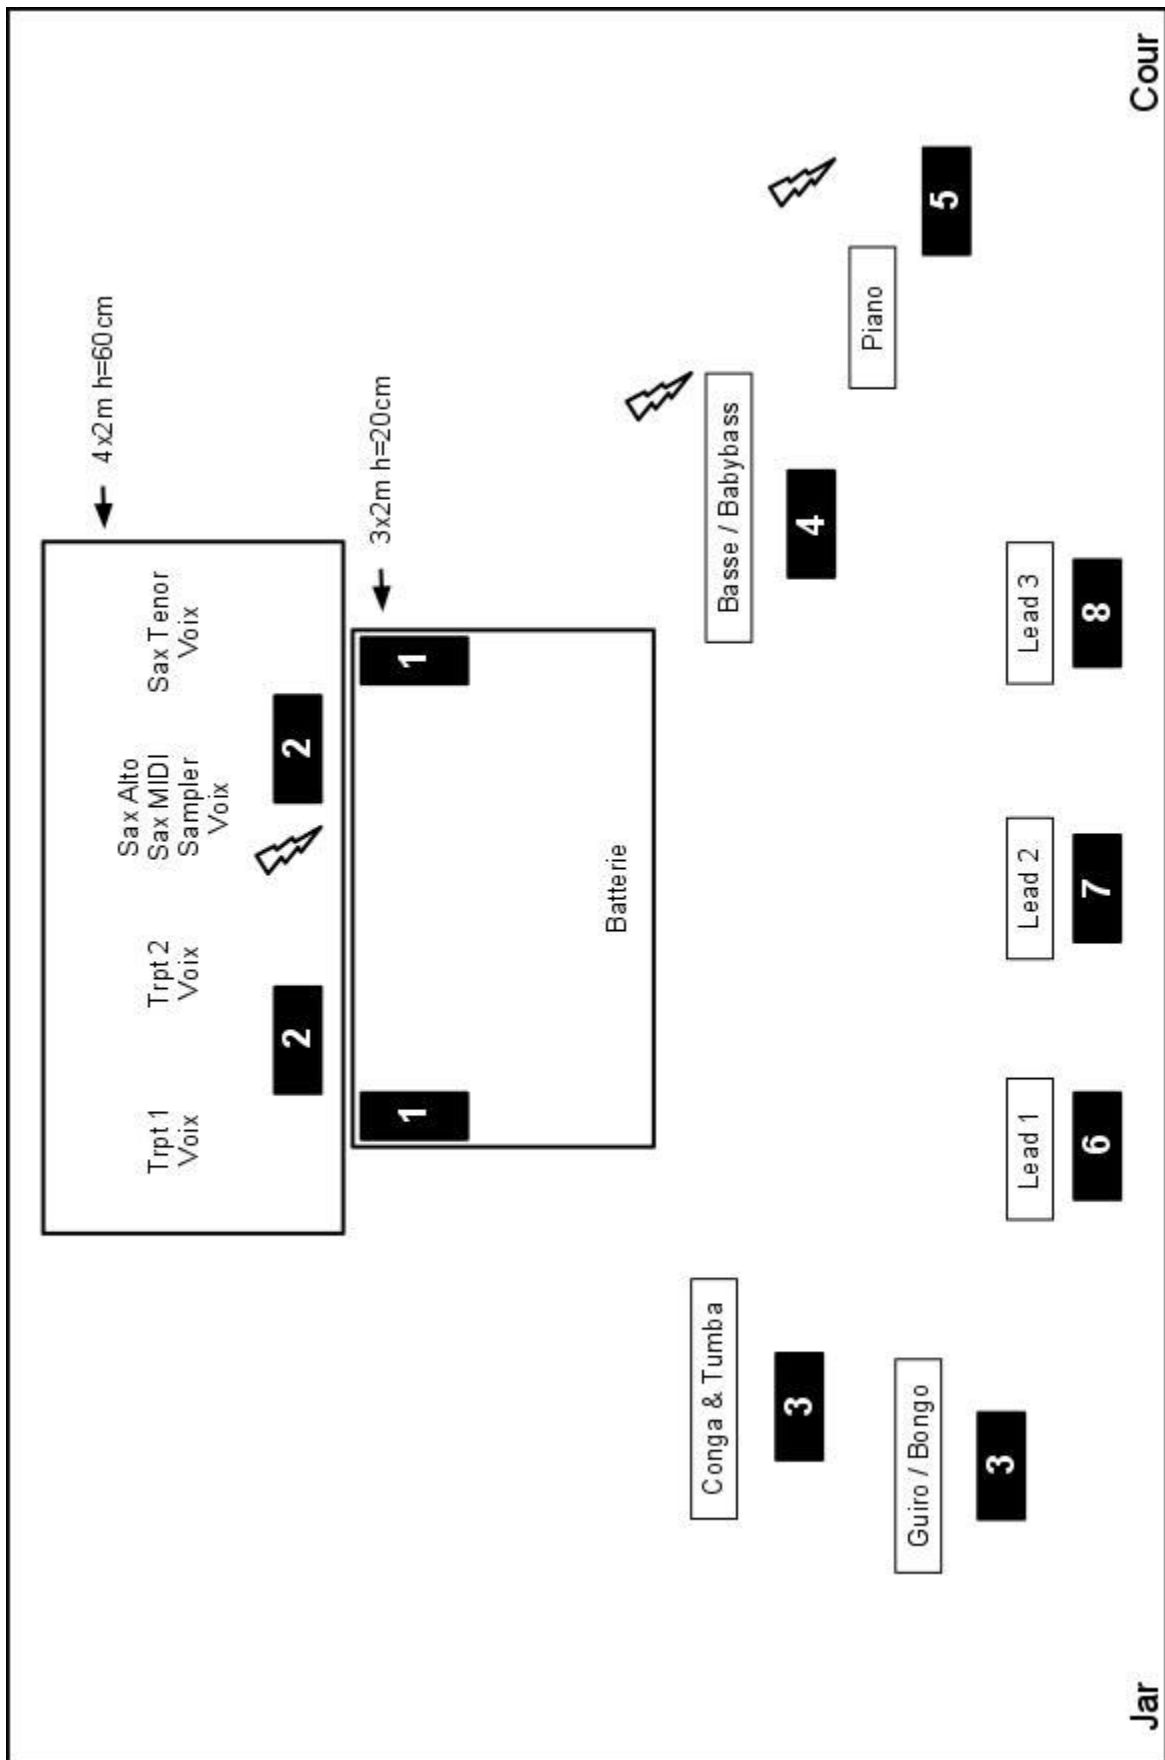 4x2m h=60cm
Trpt 1
Voix
Trpt 2
Voix
Sax Alto
Sax MIDI
Sampler
Voix
Sax Tenor
Voix
2
2
3x2m h=20cm
1
1
Batterie
Conga & Tumba
3
Basse / Babybass
4
Guiro / Bongo
3
Piano
5
Lead 1
6
Lead 2
7
Lead 3
8
Jar
Cour